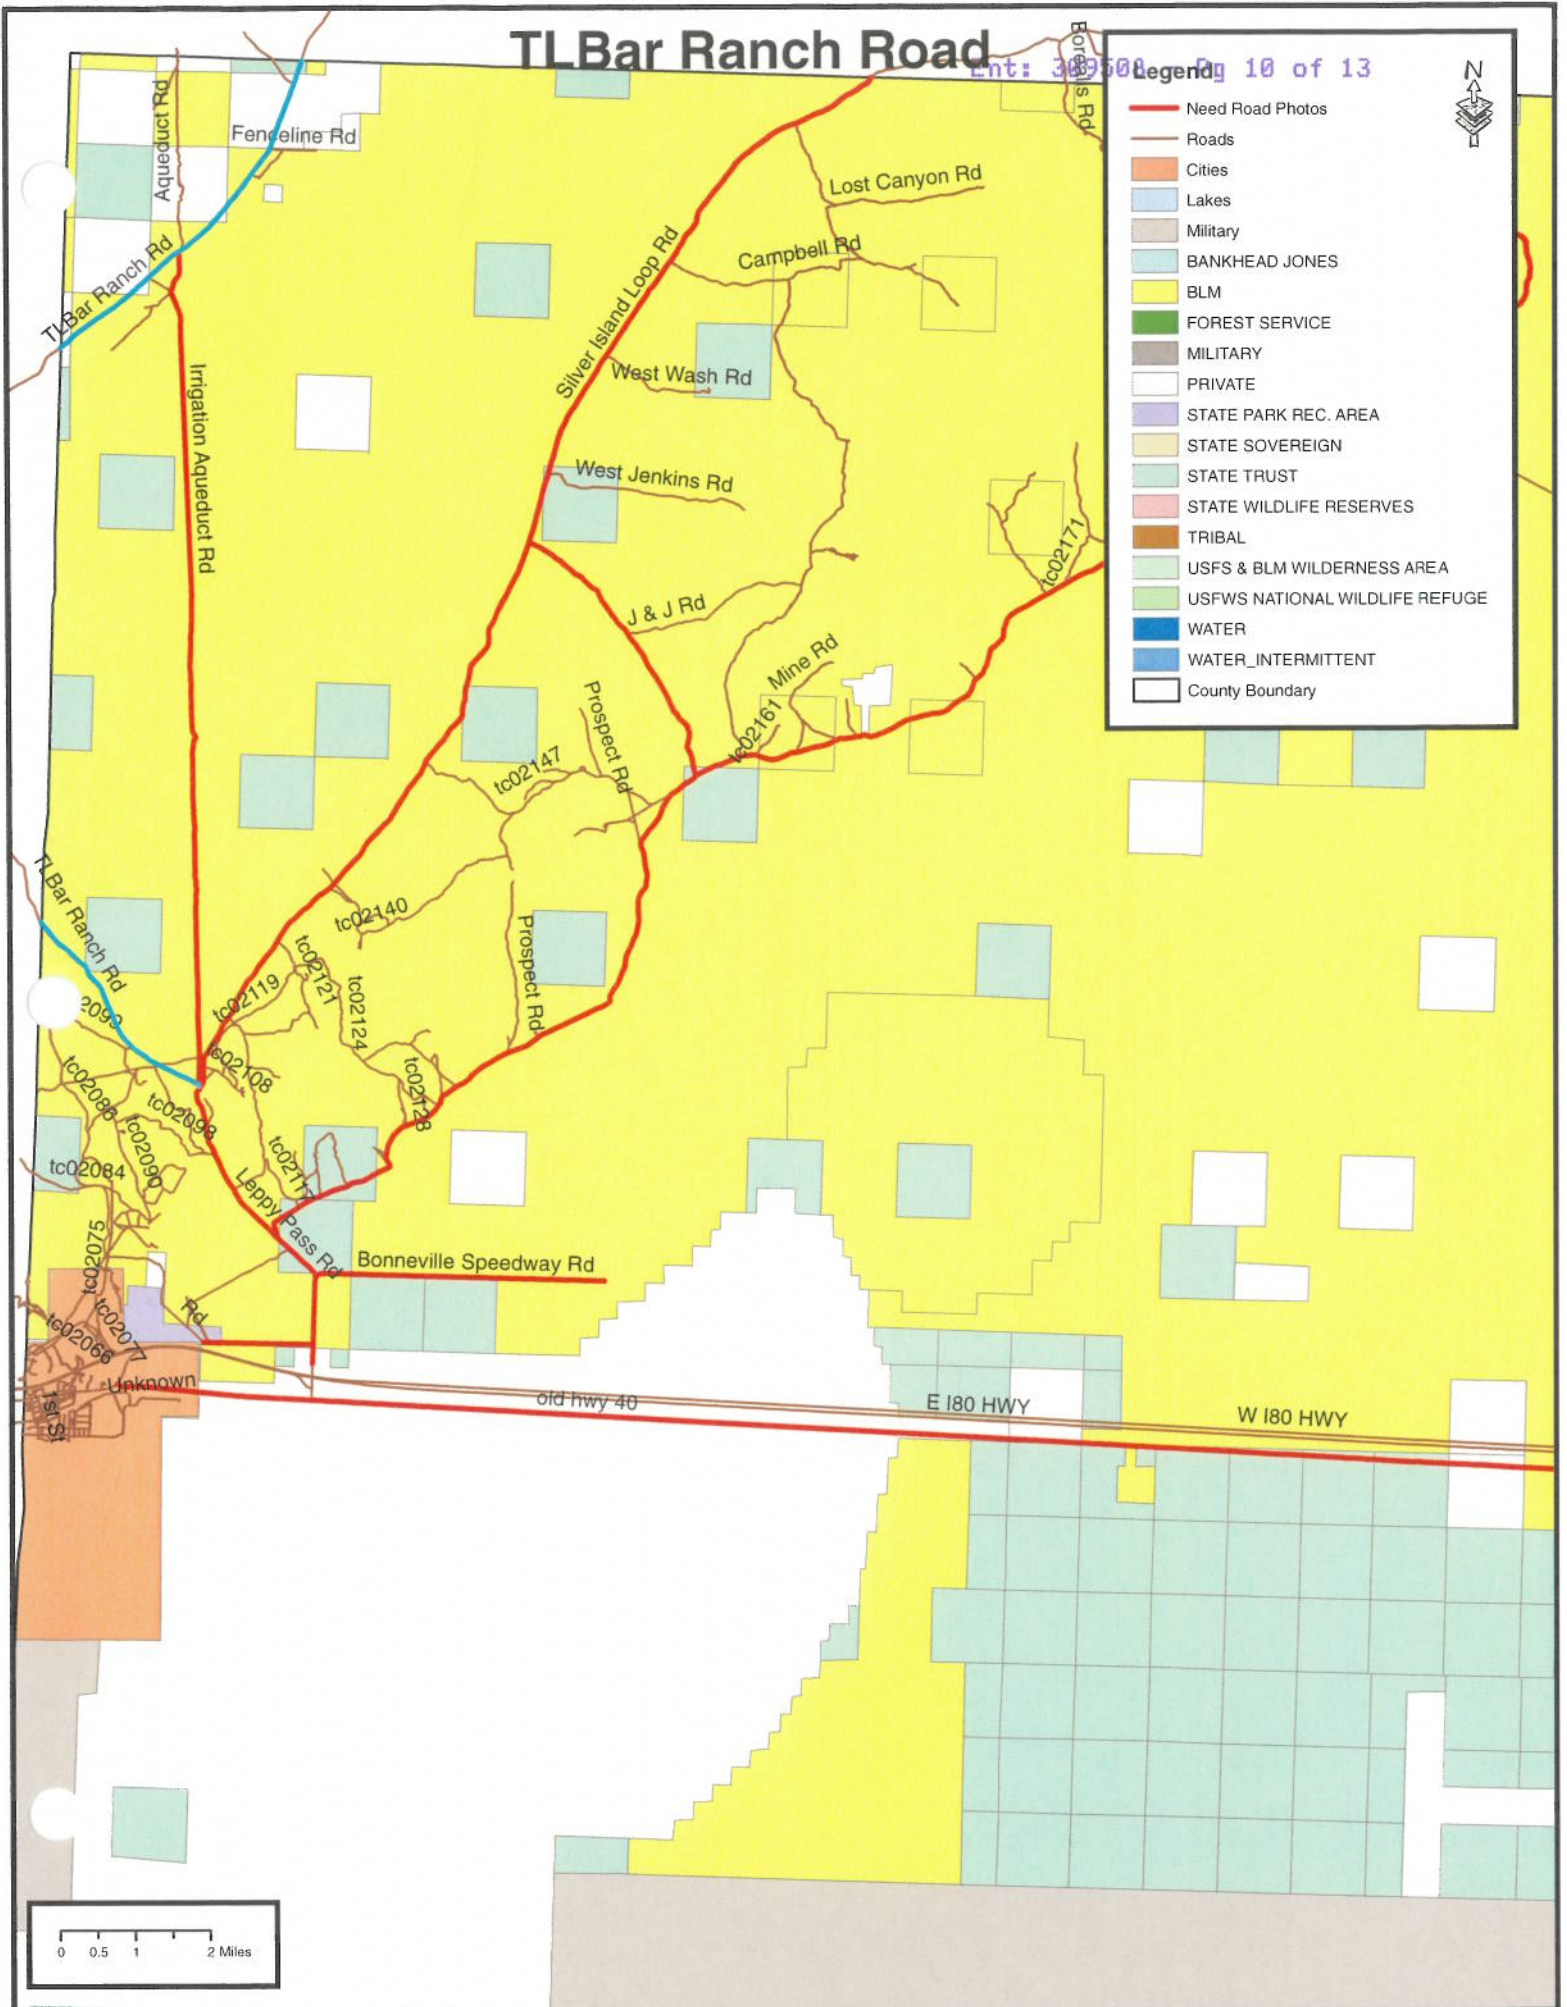 TLBar Ranch Road
Ent: 389508 - Pg 10 of 13
Legend
Need Road Photos
Roads
Cities
Lakes
Military
BANKHEAD JONES
BLM
FOREST SERVICE
MILITARY
PRIVATE
STATE PARK REC. AREA
STATE SOVEREIGN
STATE TRUST
STATE WILDLIFE RESERVES
TRIBAL
USFS & BLM WILDERNESS AREA
USFWS NATIONAL WILDLIFE REFUGE
WATER
WATER_INTERMITTENT
County Boundary
N
Aqueduct Rd
Fenceline Rd
TLBar Ranch Rd
Irrigation Aqueduct Rd
Silver Island Loop Rd
Lost Canyon Rd
Campbell Rd
West Wash Rd
West Jenkins Rd
J & J Rd
Mine Rd
tc02161
tc02171
Prospect Rd
tc02147
tc02140
Prospect Rd
TLBar Ranch Rd
tc02119
tc02121
tc02124
tc02108
tc02128
tc02086
tc02093
tc02090
tc02084
tc02117
Leppy Pass Rd
Bonneville Speedway Rd
tc02075
Rd
tc02077
tc02066
Unknown
1st St
old hwy 40
E I80 HWY
W I80 HWY
0 0.5 1 2 Miles